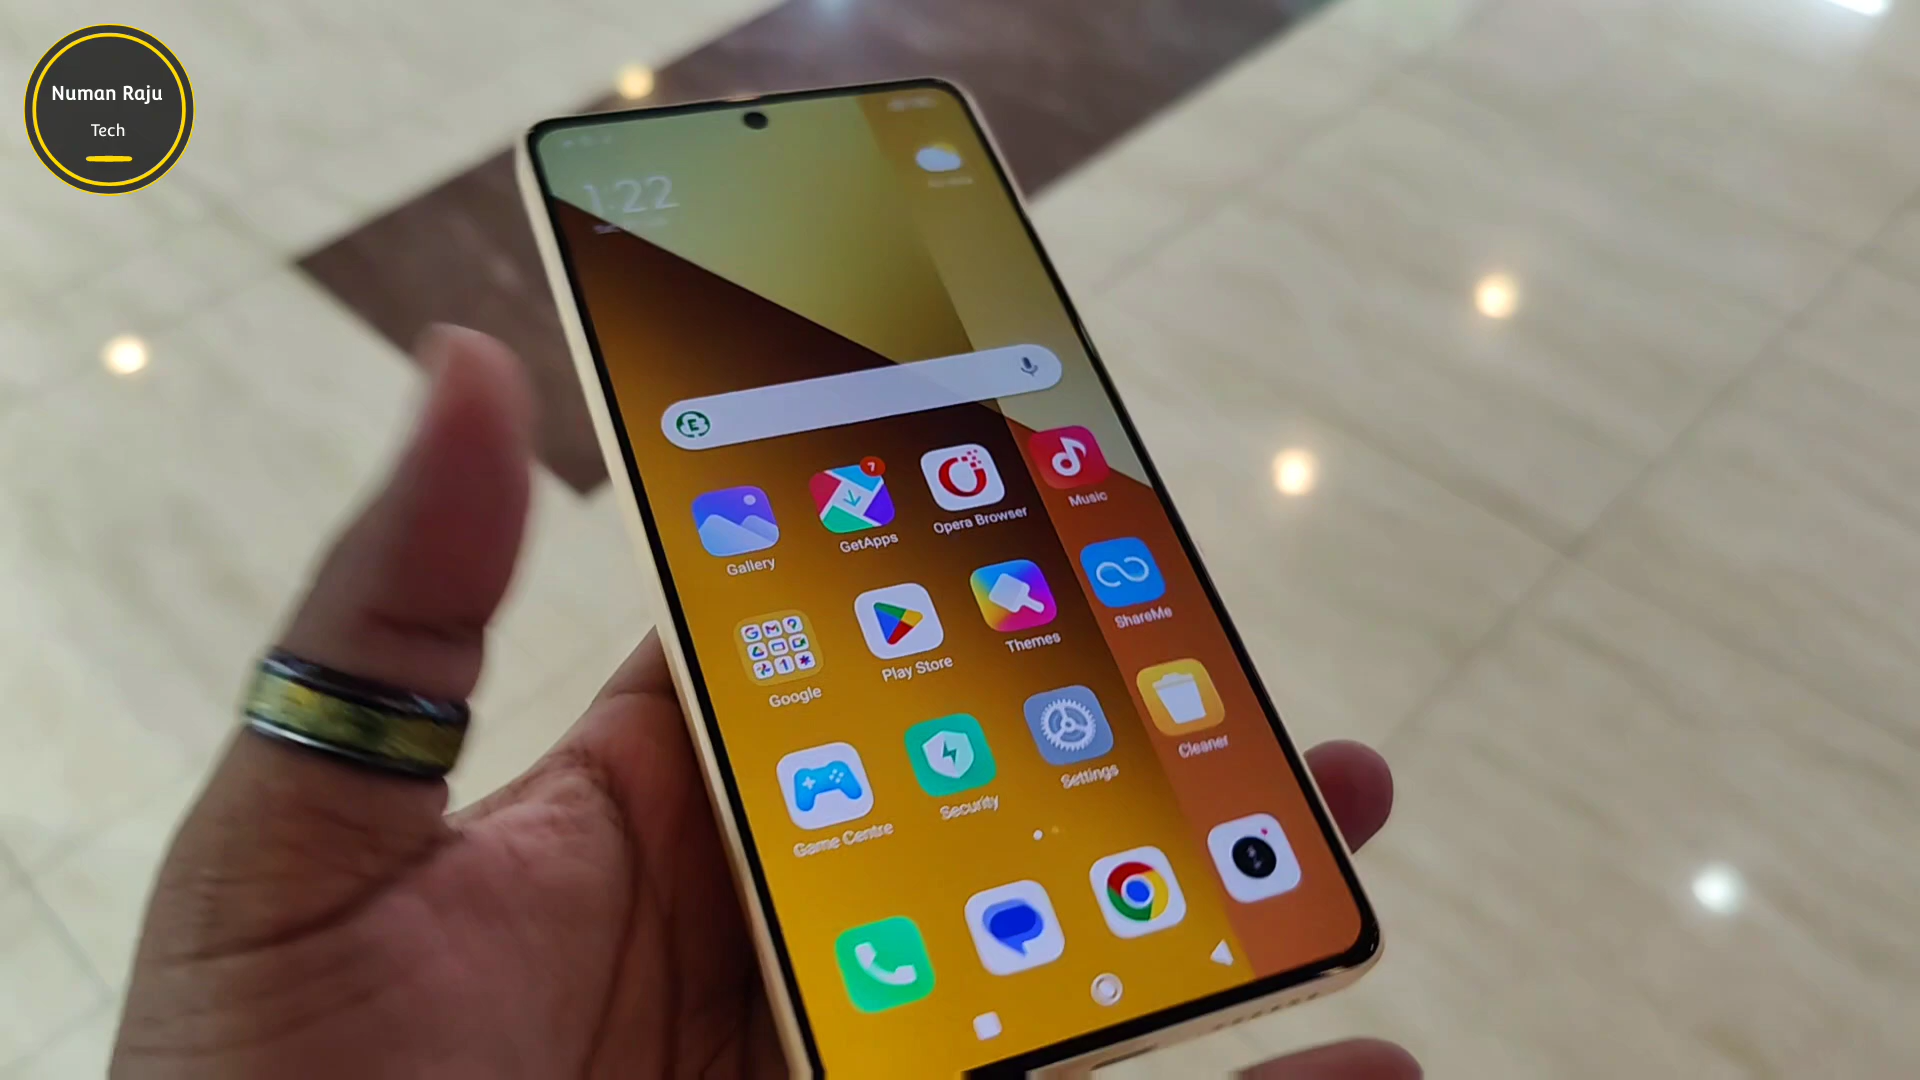 Numan Raju
Tech
1:22
E
7
Gallery
GetApps
Opera Browser
Music
Google
Play Store
Themes
ShareMe
Game Centre
Security
Settings
Cleaner